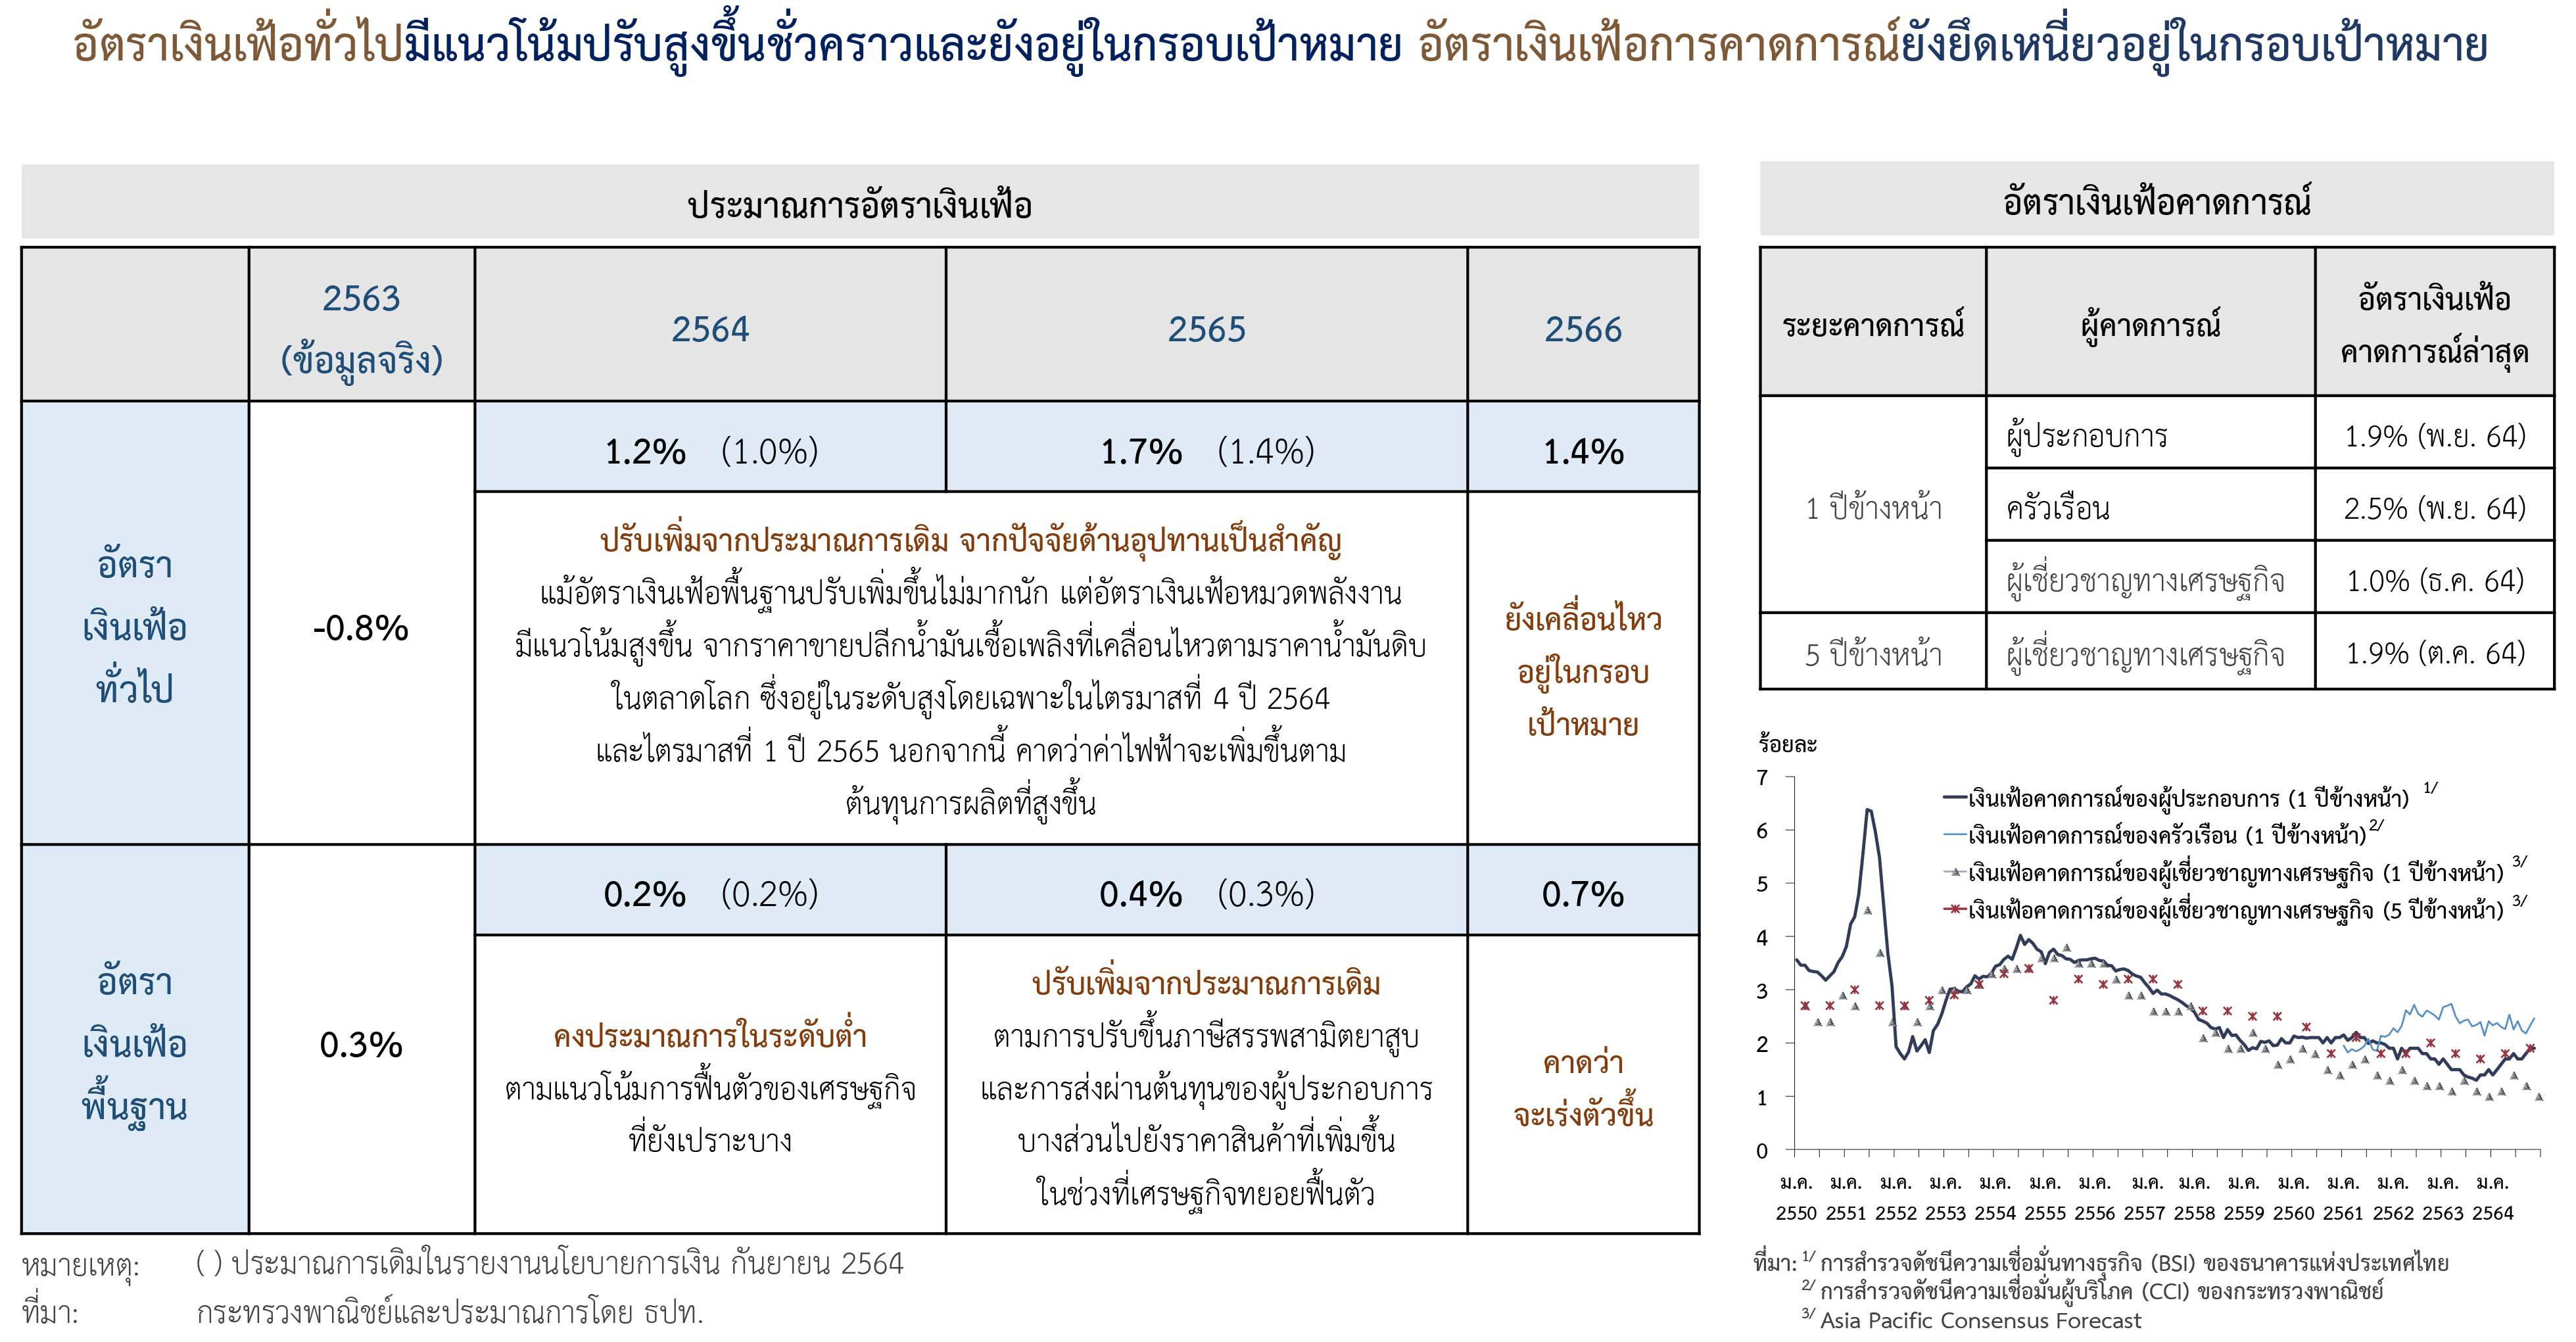 อัตราเงินเฟ้อทั่วไปมีแนวโน้มปรับสูงขึ้นชั่วคราวและยังอยู่ในกรอบเป้าหมาย อัตราเงินเฟ้อการคาดการณ์ยังยึดเหนี่ยวอยู่ในกรอบเป้าหมาย
ประมาณการอัตราเงินเฟ้อ
2563
(ข้อมูลจริง)
2564
2565
2566
อัตรา
เงินเฟ้อ
ทั่วไป
-0.8%
1.2% (1.0%)
1.7% (1.4%)
1.4%
ปรับเพิ่มจากประมาณการเดิม จากปัจจัยด้านอุปทานเป็นสำคัญ
แม้อัตราเงินเฟ้อพื้นฐานปรับเพิ่มขึ้นไม่มากนัก แต่อัตราเงินเฟ้อหมวดพลังงาน
มีแนวโน้มสูงขึ้น จากราคาขายปลีกน้ำมันเชื้อเพลิงที่เคลื่อนไหวตามราคาน้ำมันดิบ
ในตลาดโลก ซึ่งอยู่ในระดับสูงโดยเฉพาะในไตรมาสที่ 4 ปี 2564
และไตรมาสที่ 1 ปี 2565 นอกจากนี้ คาดว่าค่าไฟฟ้าจะเพิ่มขึ้นตาม
ต้นทุนการผลิตที่สูงขึ้น
ยังเคลื่อนไหว
อยู่ในกรอบ
เป้าหมาย
อัตรา
เงินเฟ้อ
พื้นฐาน
0.3%
0.2% (0.2%)
0.4% (0.3%)
0.7%
คงประมาณการในระดับต่ำ
ตามแนวโน้มการฟื้นตัวของเศรษฐกิจ
ที่ยังเปราะบาง
ปรับเพิ่มจากประมาณการเดิม
ตามการปรับขึ้นภาษีสรรพสามิตยาสูบ
และการส่งผ่านต้นทุนของผู้ประกอบการ
บางส่วนไปยังราคาสินค้าที่เพิ่มขึ้น
ในช่วงที่เศรษฐกิจทยอยฟื้นตัว
คาดว่า
จะเร่งตัวขึ้น
หมายเหตุ: ( ) ประมาณการเดิมในรายงานนโยบายการเงิน กันยายน 2564
ที่มา: กระทรวงพาณิชย์และประมาณการโดย ธปท.
อัตราเงินเฟ้อคาดการณ์
ระยะคาดการณ์
ผู้คาดการณ์
อัตราเงินเฟ้อ
คาดการณ์ล่าสุด
1 ปีข้างหน้า
ผู้ประกอบการ
1.9% (พ.ย. 64)
ครัวเรือน
2.5% (พ.ย. 64)
ผู้เชี่ยวชาญทางเศรษฐกิจ
1.0% (ธ.ค. 64)
5 ปีข้างหน้า
ผู้เชี่ยวชาญทางเศรษฐกิจ
1.9% (ต.ค. 64)
ร้อยละ
7
6
5
4
3
2
1
0
เงินเฟ้อคาดการณ์ของผู้ประกอบการ (1 ปีข้างหน้า) 1/
เงินเฟ้อคาดการณ์ของครัวเรือน (1 ปีข้างหน้า) 2/
เงินเฟ้อคาดการณ์ของผู้เชี่ยวชาญทางเศรษฐกิจ (1 ปีข้างหน้า) 3/
เงินเฟ้อคาดการณ์ของผู้เชี่ยวชาญทางเศรษฐกิจ (5 ปีข้างหน้า) 3/
ม.ค. ม.ค. ม.ค. ม.ค. ม.ค. ม.ค. ม.ค. ม.ค. ม.ค. ม.ค. ม.ค. ม.ค. ม.ค. ม.ค. ม.ค.
2550 2551 2552 2553 2554 2555 2556 2557 2558 2559 2560 2561 2562 2563 2564
ที่มา: 1/ การสำรวจดัชนีความเชื่อมั่นทางธุรกิจ (BSI) ของธนาคารแห่งประเทศไทย
2/ การสำรวจดัชนีความเชื่อมั่นผู้บริโภค (CCI) ของกระทรวงพาณิชย์
3/ Asia Pacific Consensus Forecast